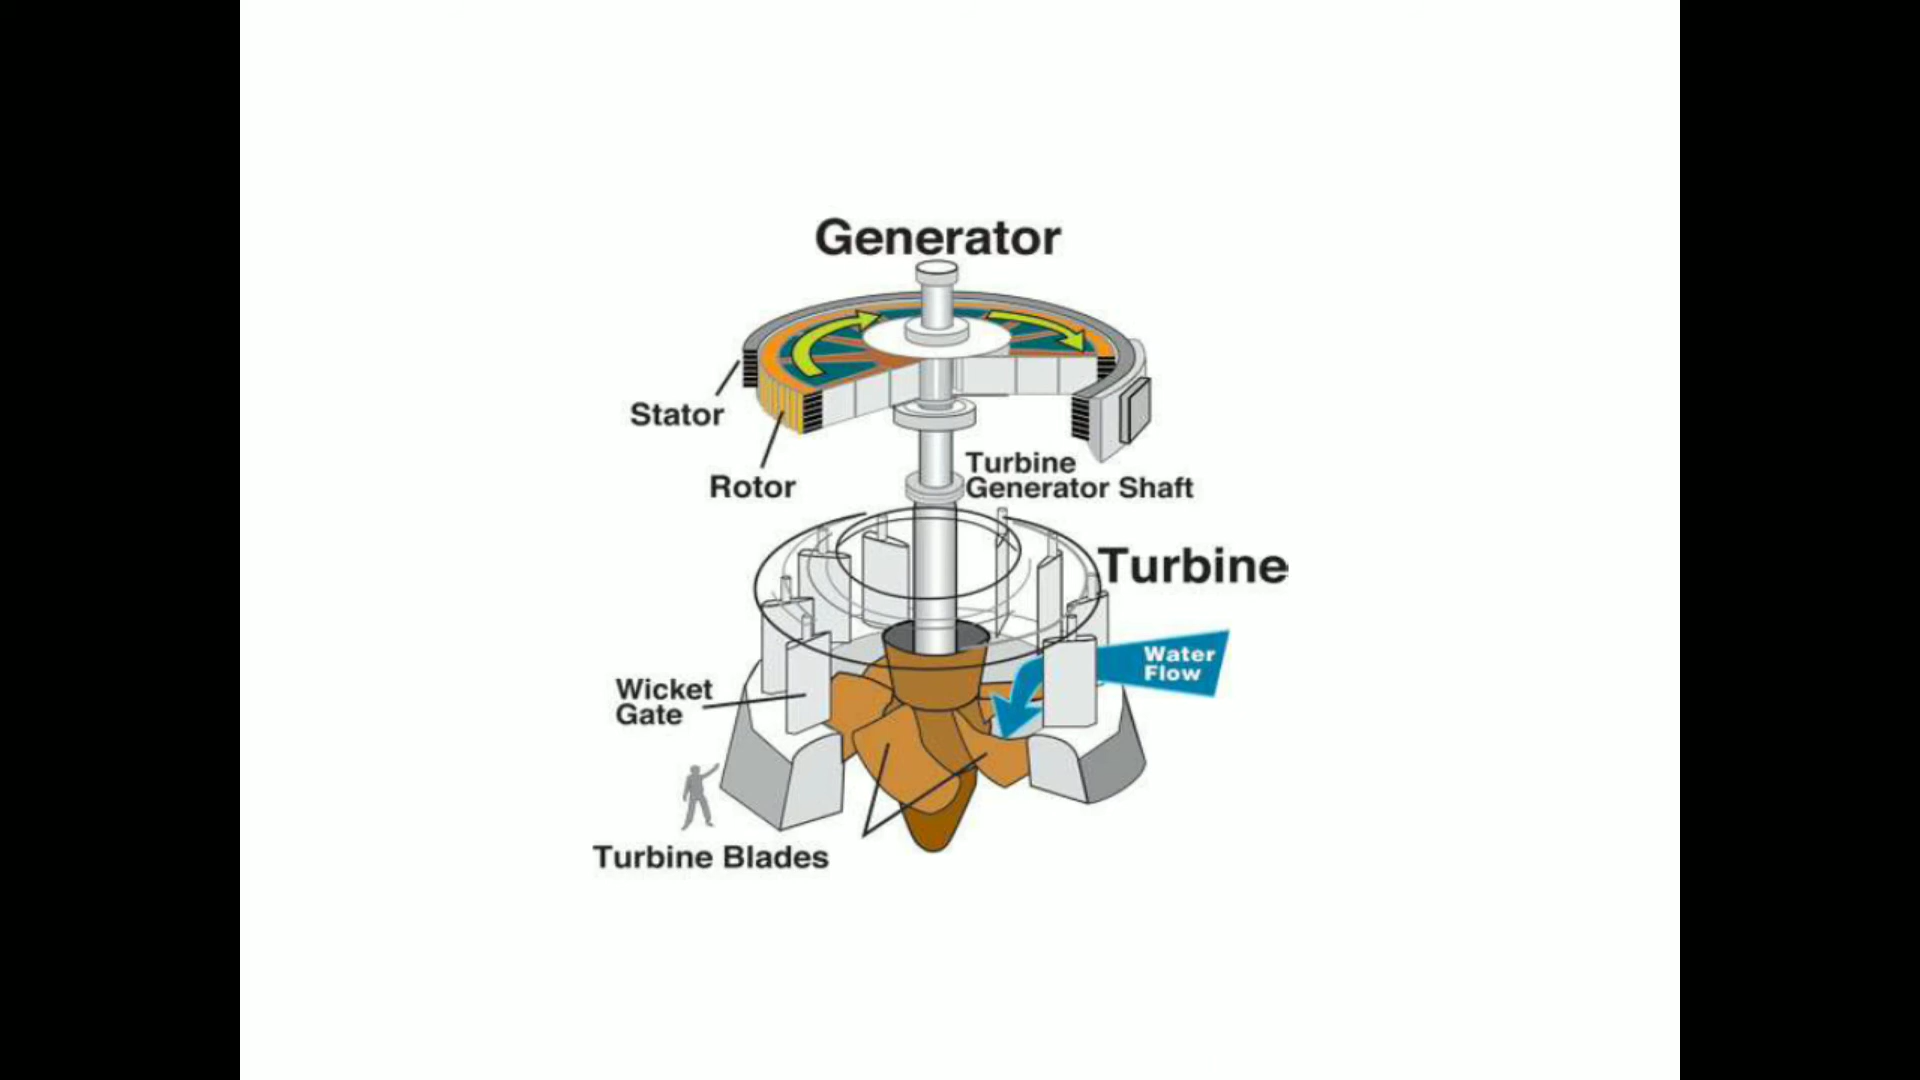 Generator
Stator
Rotor
Turbine
Generator Shaft
Turbine
Water
Flow
Wicket
Gate
Turbine Blades